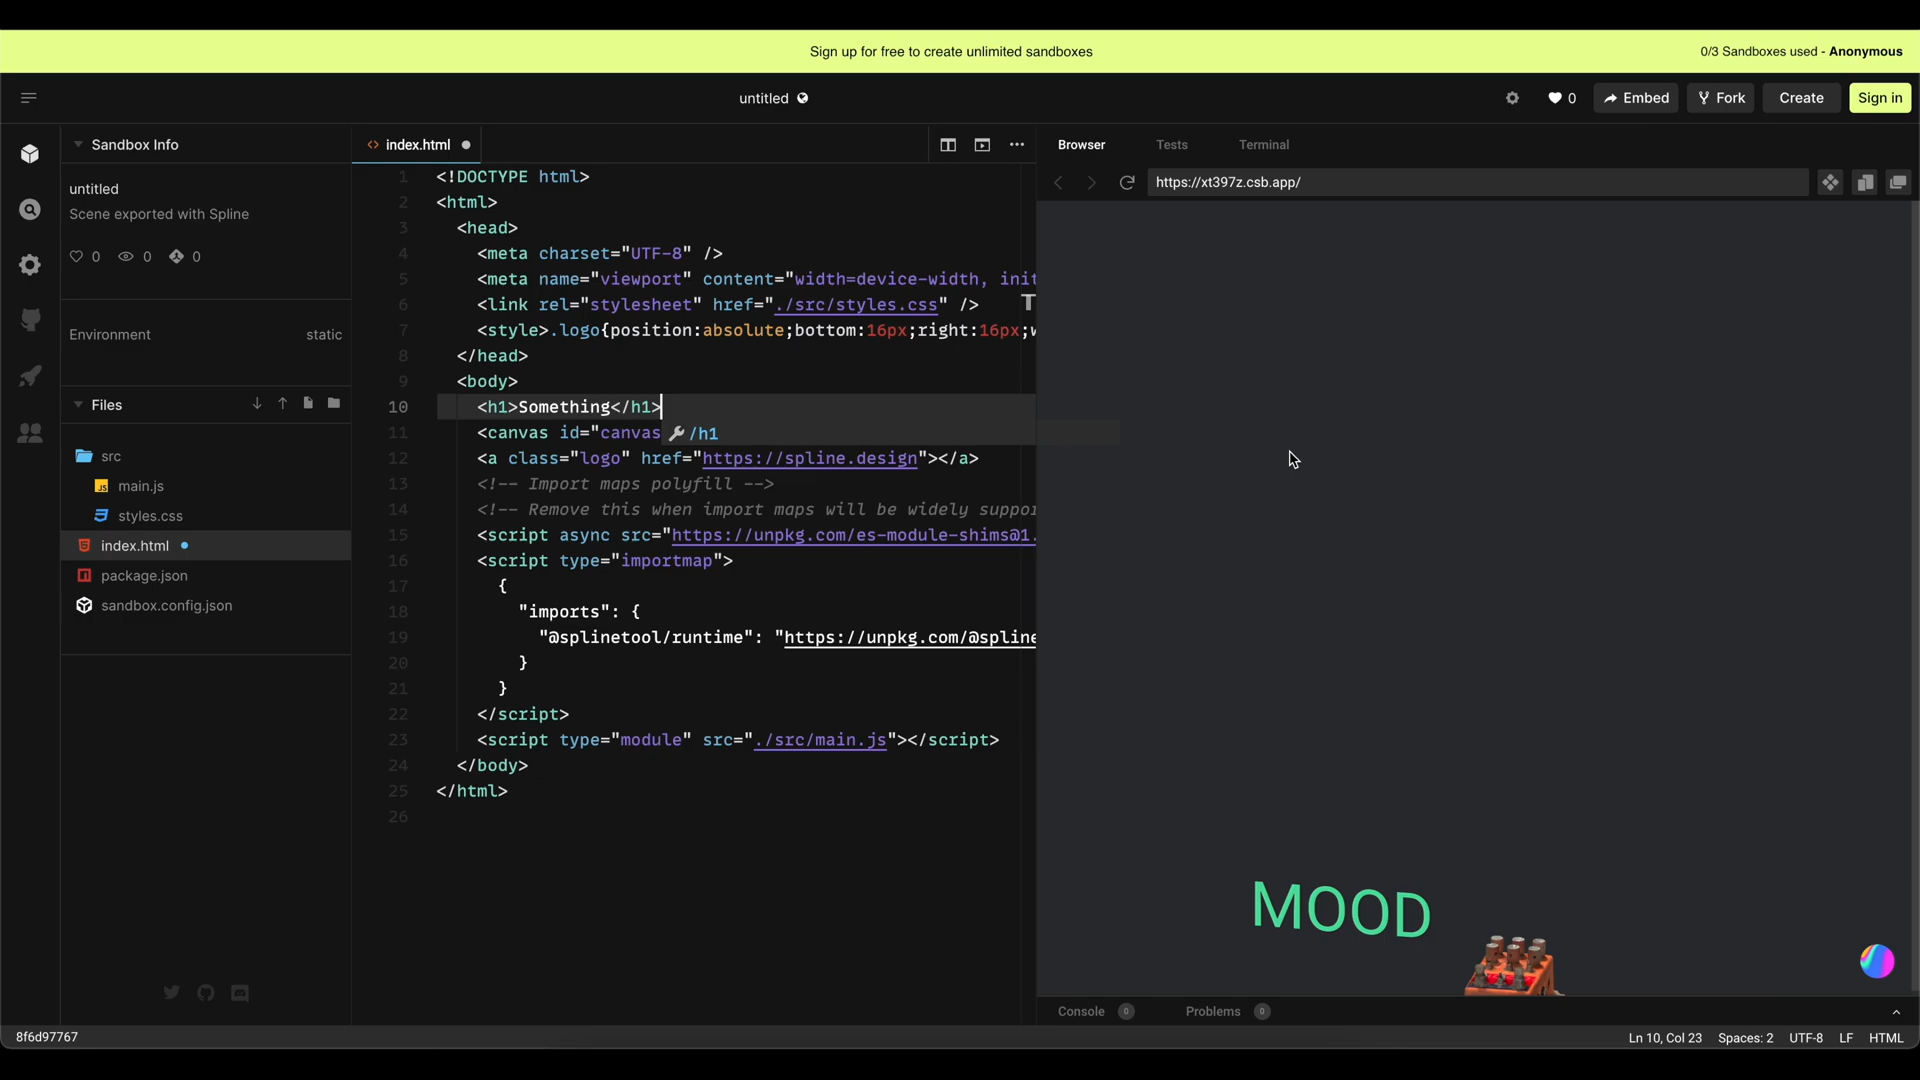 Sign up for free to create unlimited sandboxes
0/3 Sandboxes used - Anonymous
untitled
0
Embed
Fork
Create
Sign in
Sandbox Info
untitled
Scene exported with Spline
0 0 0
Environment static
Files
src
main.js
styles.css
index.html
package.json
sandbox.config.json
index.html
1 <!DOCTYPE html>
2 <html>
3 <head>
4 <meta charset="UTF-8" />
5 <meta name="viewport" content="width=device-width, init
6 <link rel="stylesheet" href="./src/styles.css" />
7 <style>.logo{position:absolute;bottom:16px;right:16px;w
8 </head>
9 <body>
10 <h1>Something</h1>
11 <canvas id="canvas
/h1
12 <a class="logo" href="https://spline.design"></a>
13 <!-- Import maps polyfill -->
14 <!-- Remove this when import maps will be widely suppor
15 <script async src="https://unpkg.com/es-module-shims@1.
16 <script type="importmap">
17 {
18 "imports": {
19 "@splinetool/runtime": "https://unpkg.com/@spline
20 }
21 }
22 </script>
23 <script type="module" src="./src/main.js"></script>
24 </body>
25 </html>
26
Browser Tests Terminal
https://xt397z.csb.app/
T
MOOD
Console 0 Problems 0
8f6d97767
Ln 10, Col 23 Spaces: 2 UTF-8 LF HTML